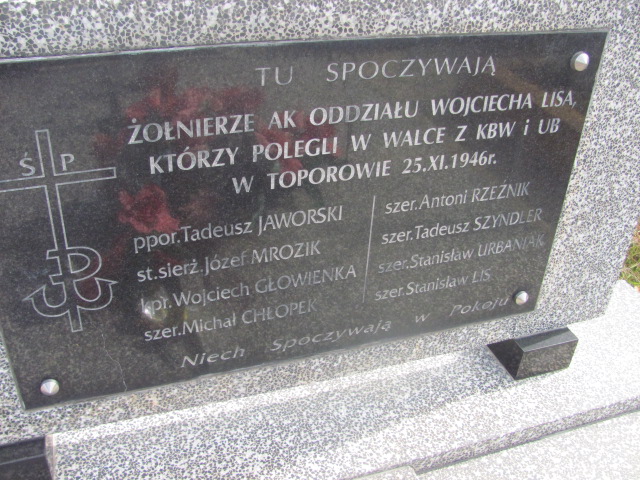 TU SPOCZYWAJĄ
ŻOŁNIERZE AK ODDZIAŁU WOJCIECHA LISA,
KTÓRZY POLEGLI W WALCE Z KBW i UB
W TOPOROWIE 25.XI.1946r.
Ś P
ppor.Tadeusz JAWORSKI
st.sierż.Józef MROZIK
kpr.Wojciech GŁOWIENKA
szer.Michał CHŁOPEK
szer.Antoni RZEŹNIK
szer.Tadeusz SZYNDLER
szer.Stanisław URBANIAK
szer.Stanisław LIS
PW
Niech Spoczywają w Pokoju